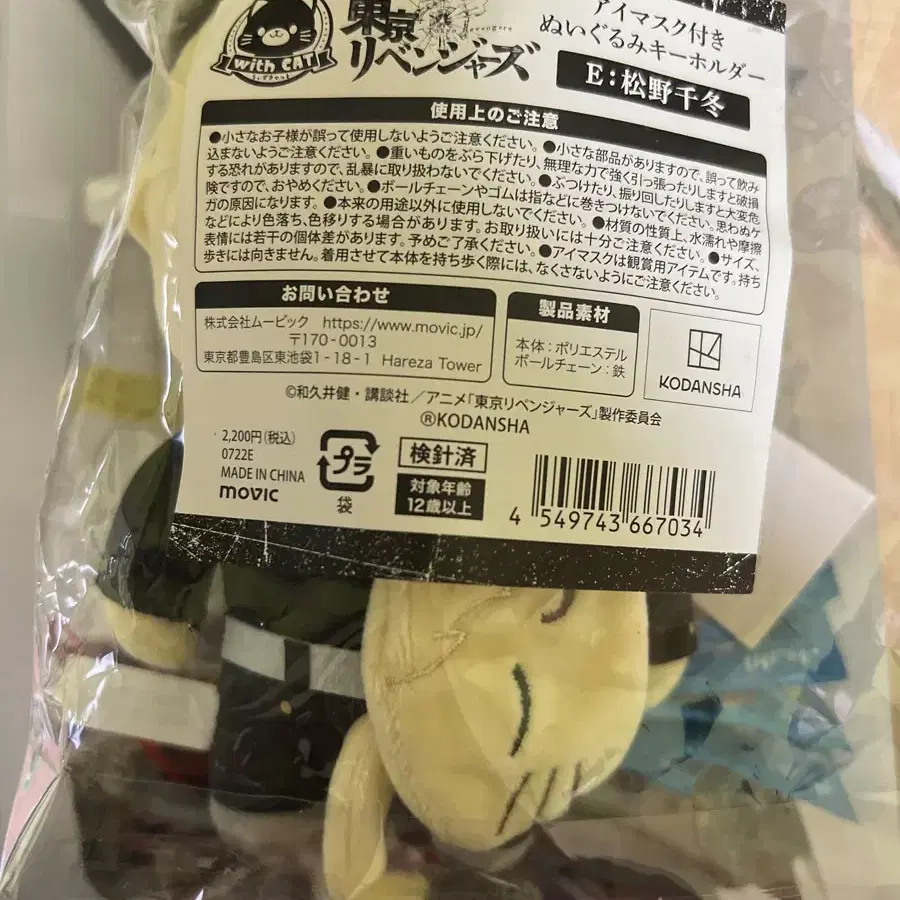 with CAT
うぃずきゃっと
東京
リベンジャーズ
アイマスク付き
ぬいぐるみキーホルダー
E:松野千冬
使用上のご注意
●小さなお子様が誤って使用しないようご注意ください。●小さな部品がありますので、誤って飲み
込まないようご注意ください。●重いものをぶら下げたり、無理な力で強く引っ張ったりしますと破損
する恐れがありますので、乱暴に取り扱わないでください。●ぶつけたり、振り回したりしますと大変危
険ですので、おやめください。●ボールチェーンやゴムは指などに巻きつけないでください。思わぬケ
ガの原因になります。●本来の用途以外に使用しないでください。●材質の性質上、水濡れや摩擦
などにより色落ち、色移りする場合があります。お取り扱いには十分ご注意ください。●サイズ、
表情には若干の個体差があります。予めご了承ください。●アイマスクは観賞用アイテムです。持ち
歩きには向きません。着用させて本体を持ち歩く際には、なくさないようにご注意ください。
お問い合わせ
株式会社ムービック https://www.movic.jp/
〒170-0013
東京都豊島区東池袋1-18-1 Hareza Tower
製品素材
本体:ポリエステル
ボールチェーン:鉄
KODANSHA
©和久井健・講談社／アニメ「東京リベンジャーズ」製作委員会
®KODANSHA
2,200円(税込)
0722E
MADE IN CHINA
movic
プラ
袋
検針済
対象年齢
12歳以上
4 549743 667034